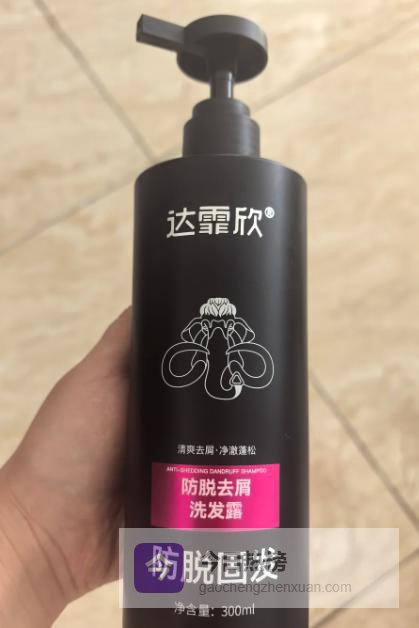 达霏欣®
清爽去屑·净澈蓬松
ANTI-SHEDDING DANDRUFF SHAMPOO
防脱去屑
洗发露
防脱固发
gaochengzhenxuan.com
净含量：300ml